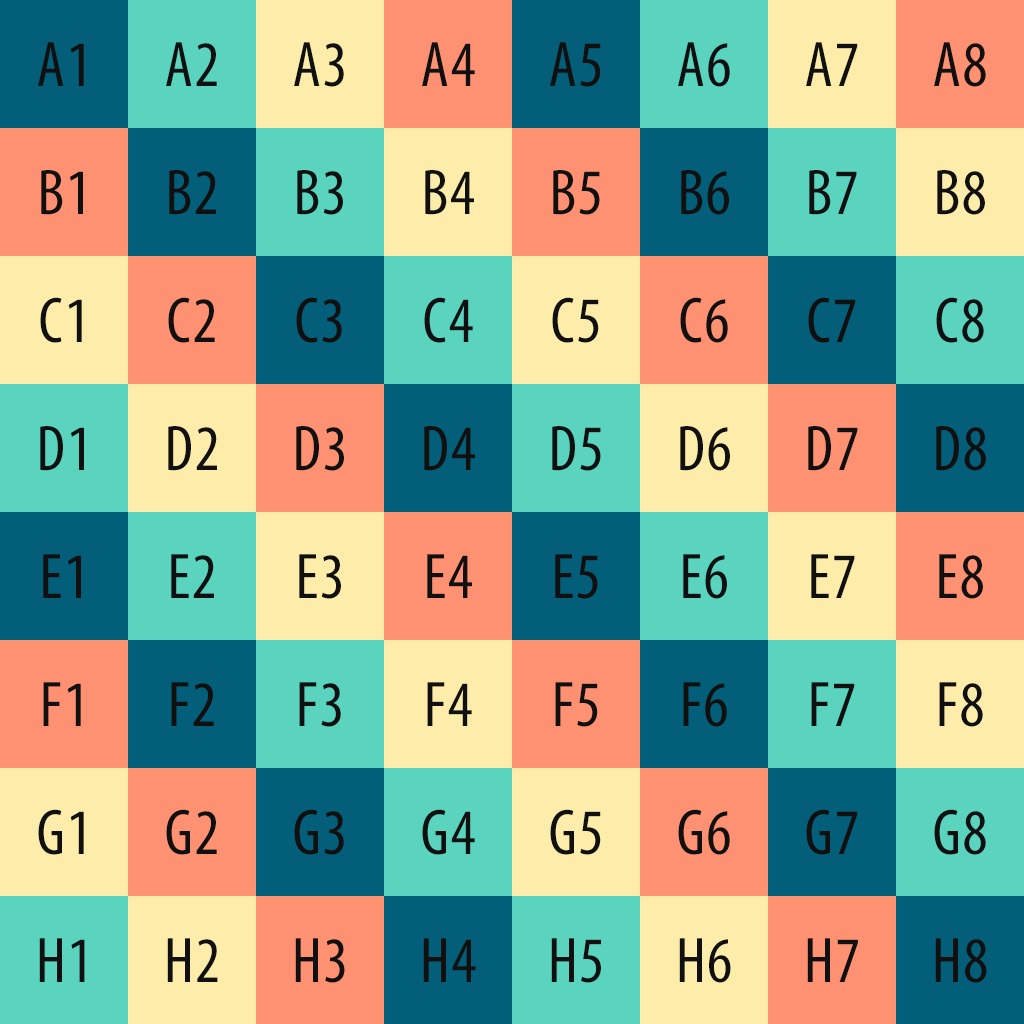 A1 A2 A3 A4 A5 A6 A7 A8
B1 B2 B3 B4 B5 B6 B7 B8
C1 C2 C3 C4 C5 C6 C7 C8
D1 D2 D3 D4 D5 D6 D7 D8
E1 E2 E3 E4 E5 E6 E7 E8
F1 F2 F3 F4 F5 F6 F7 F8
G1 G2 G3 G4 G5 G6 G7 G8
H1 H2 H3 H4 H5 H6 H7 H8